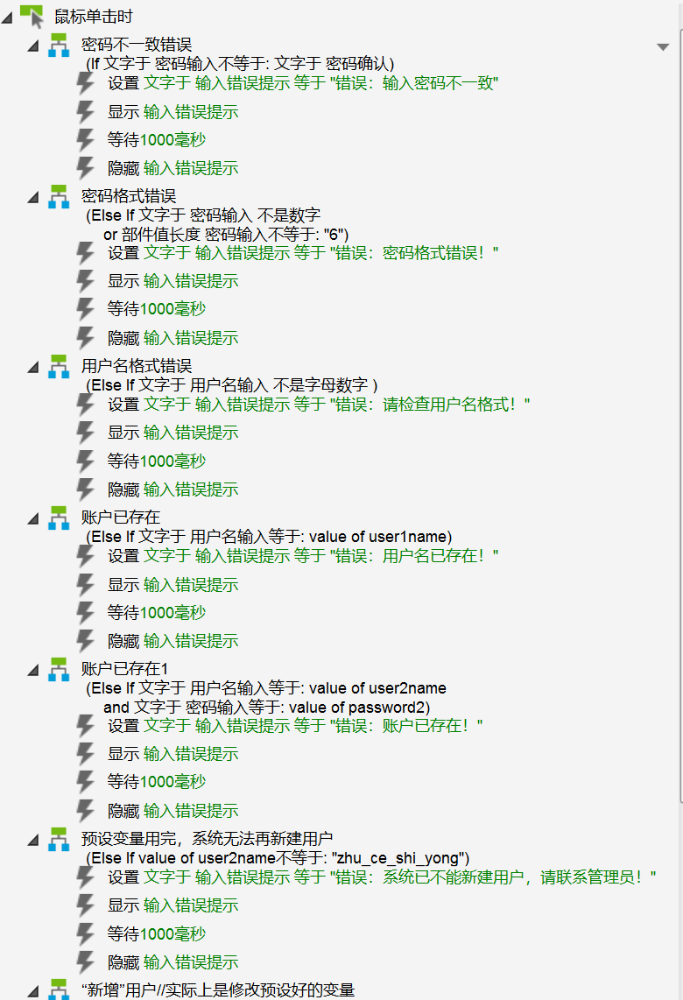 鼠标单击时
密码不一致错误
(If 文字于 密码输入不等于: 文字于 密码确认)
设置 文字于 输入错误提示 等于 "错误：输入密码不一致"
显示 输入错误提示
等待1000毫秒
隐藏 输入错误提示
密码格式错误
(Else If 文字于 密码输入 不是数字
or 部件值长度 密码输入不等于: "6")
设置 文字于 输入错误提示 等于 "错误：密码格式错误！"
显示 输入错误提示
等待1000毫秒
隐藏 输入错误提示
用户名格式错误
(Else If 文字于 用户名输入 不是字母数字 )
设置 文字于 输入错误提示 等于 "错误：请检查用户名格式！"
显示 输入错误提示
等待1000毫秒
隐藏 输入错误提示
账户已存在
(Else If 文字于 用户名输入等于: value of user1name)
设置 文字于 输入错误提示 等于 "错误：用户名已存在！"
显示 输入错误提示
等待1000毫秒
隐藏 输入错误提示
账户已存在1
(Else If 文字于 用户名输入等于: value of user2name
and 文字于 密码输入等于: value of password2)
设置 文字于 输入错误提示 等于 "错误：账户已存在！"
显示 输入错误提示
等待1000毫秒
隐藏 输入错误提示
预设变量用完，系统无法再新建用户
(Else If value of user2name不等于: "zhu_ce_shi_yong")
设置 文字于 输入错误提示 等于 "错误：系统已不能新建用户，请联系管理员！"
显示 输入错误提示
等待1000毫秒
隐藏 输入错误提示
“新增”用户//实际上是修改预设好的变量